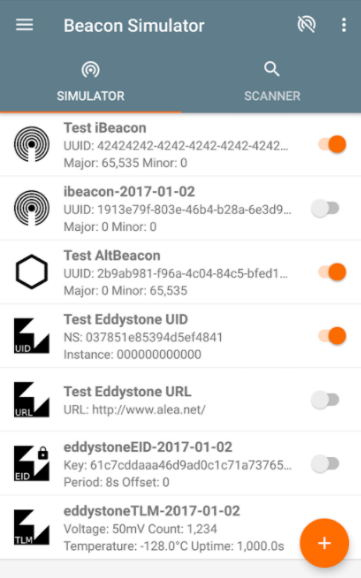 Beacon Simulator
SIMULATOR
SCANNER
Test iBeacon
UUID: 42424242-4242-4242-4242-4242...
Major: 65,535 Minor: 0
ibeacon-2017-01-02
UUID: 1913e79f-803e-46b4-b28a-6e3d9...
Major: 0 Minor: 0
Test AltBeacon
UUID: 2b9ab981-f96a-4c04-84c5-bfed1...
Major: 0 Minor: 65,535
Test Eddystone UID
UID
NS: 037851e85394d5ef4841
Instance: 000000000000
Test Eddystone URL
URL
URL: http://www.alea.net/
eddystoneEID-2017-01-02
EID
Key: 61c7cddaaa46d9ad0c1c71a73765...
Period: 8s Offset: 0
eddystoneTLM-2017-01-02
TLM
Voltage: 50mV Count: 1,234
Temperature: -128.0°C Uptime: 1,000.0s